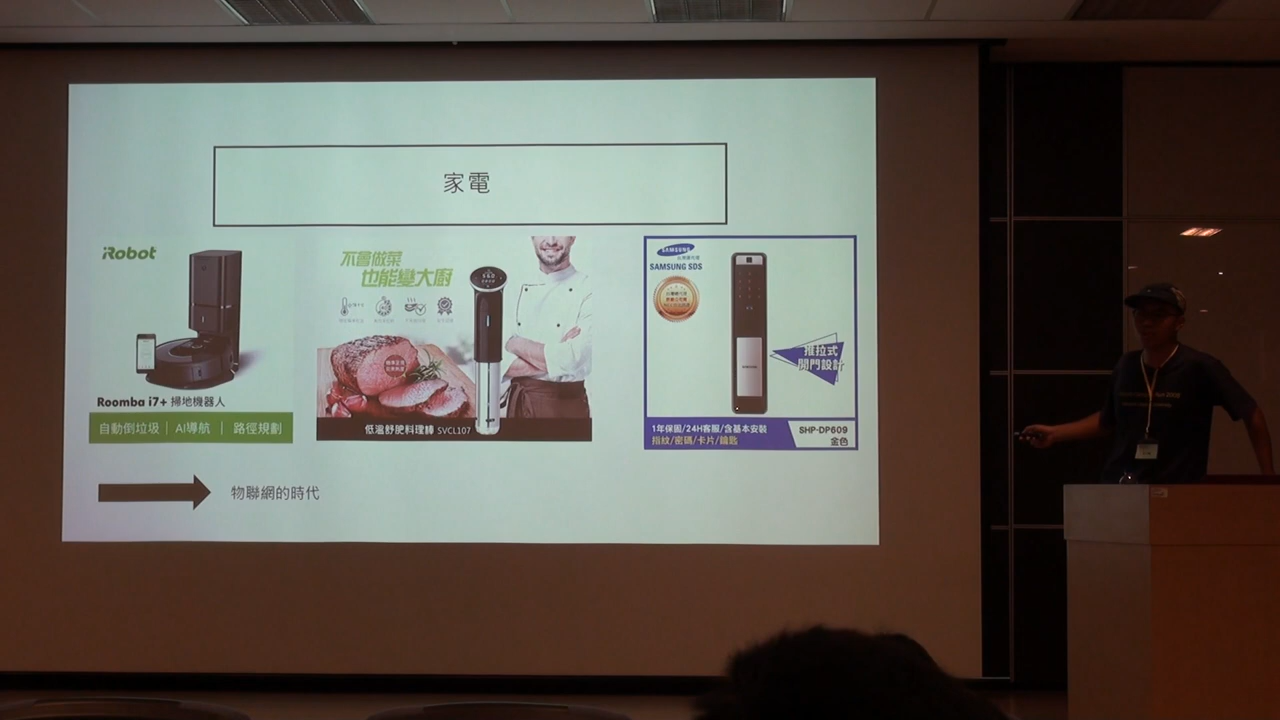 家電
iRobot
Roomba i7+ 掃地機器人
自動倒垃圾｜AI導航｜路徑規劃
不會做菜
也能變大廚
低溫舒肥料理棒 SVCL107
SAMSUNG
SAMSUNG SDS
推拉式
開門設計
1年保固/24H客服/含基本安裝
指紋/密碼/卡片/鑰匙
SHP-DP609
金色
物聯網的時代